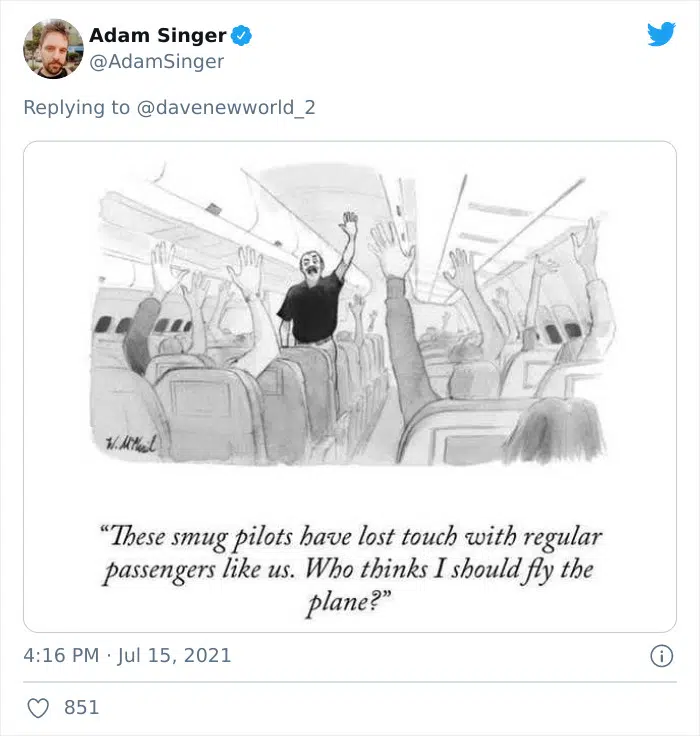 Adam Singer
@AdamSinger
Replying to @davenewworld_2
W. McPhail
“These smug pilots have lost touch with regular
passengers like us. Who thinks I should fly the
plane?”
4:16 PM · Jul 15, 2021
851